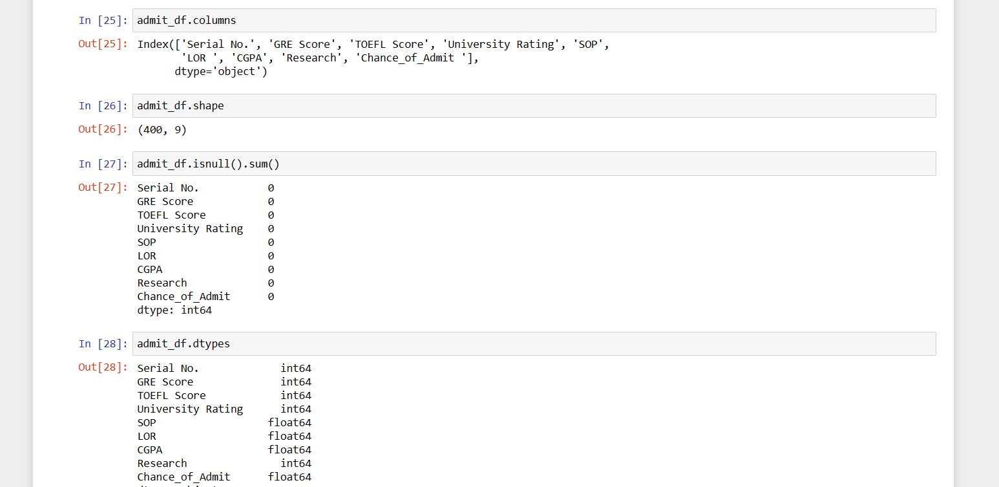 In [25]: admit_df.columns
Out[25]: Index(['Serial No.', 'GRE Score', 'TOEFL Score', 'University Rating', 'SOP',
       'LOR ', 'CGPA', 'Research', 'Chance_of_Admit '],
      dtype='object')
In [26]: admit_df.shape
Out[26]: (400, 9)
In [27]: admit_df.isnull().sum()
Out[27]: Serial No.           0
GRE Score            0
TOEFL Score          0
University Rating    0
SOP                  0
LOR                  0
CGPA                 0
Research             0
Chance_of_Admit      0
dtype: int64
In [28]: admit_df.dtypes
Out[28]: Serial No.             int64
GRE Score              int64
TOEFL Score            int64
University Rating      int64
SOP                  float64
LOR                  float64
CGPA                 float64
Research               int64
Chance_of_Admit      float64